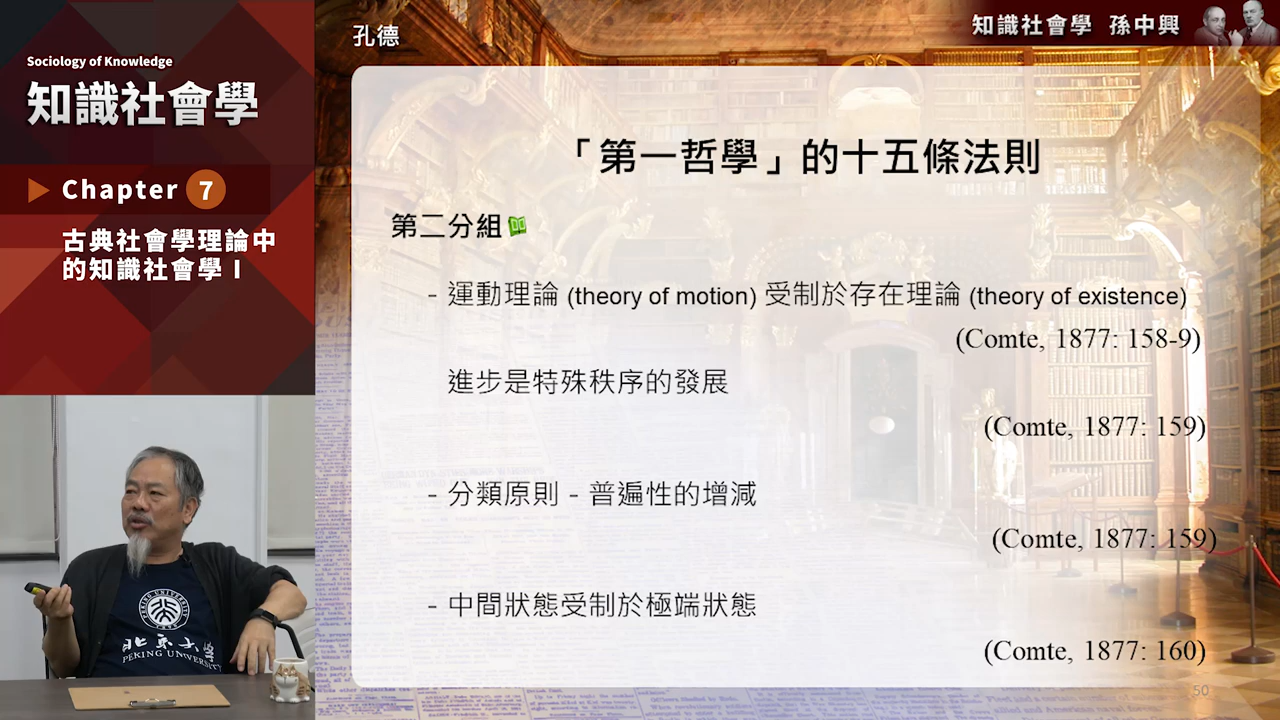 Sociology of Knowledge
知識社會學
Chapter 7
古典社會學理論中
的知識社會學 I
孔德
知識社會學 孫中興
「第一哲學」的十五條法則
第二分組
- 運動理論 (theory of motion) 受制於存在理論 (theory of existence)
(Comte, 1877: 158-9)
進步是特殊秩序的發展
(Comte, 1877: 159)
- 分類原則 - 普遍性的增減
(Comte, 1877: 159)
- 中間狀態受制於極端狀態
(Comte, 1877: 160)
50
北京大学
PEKING UNIVERSITY